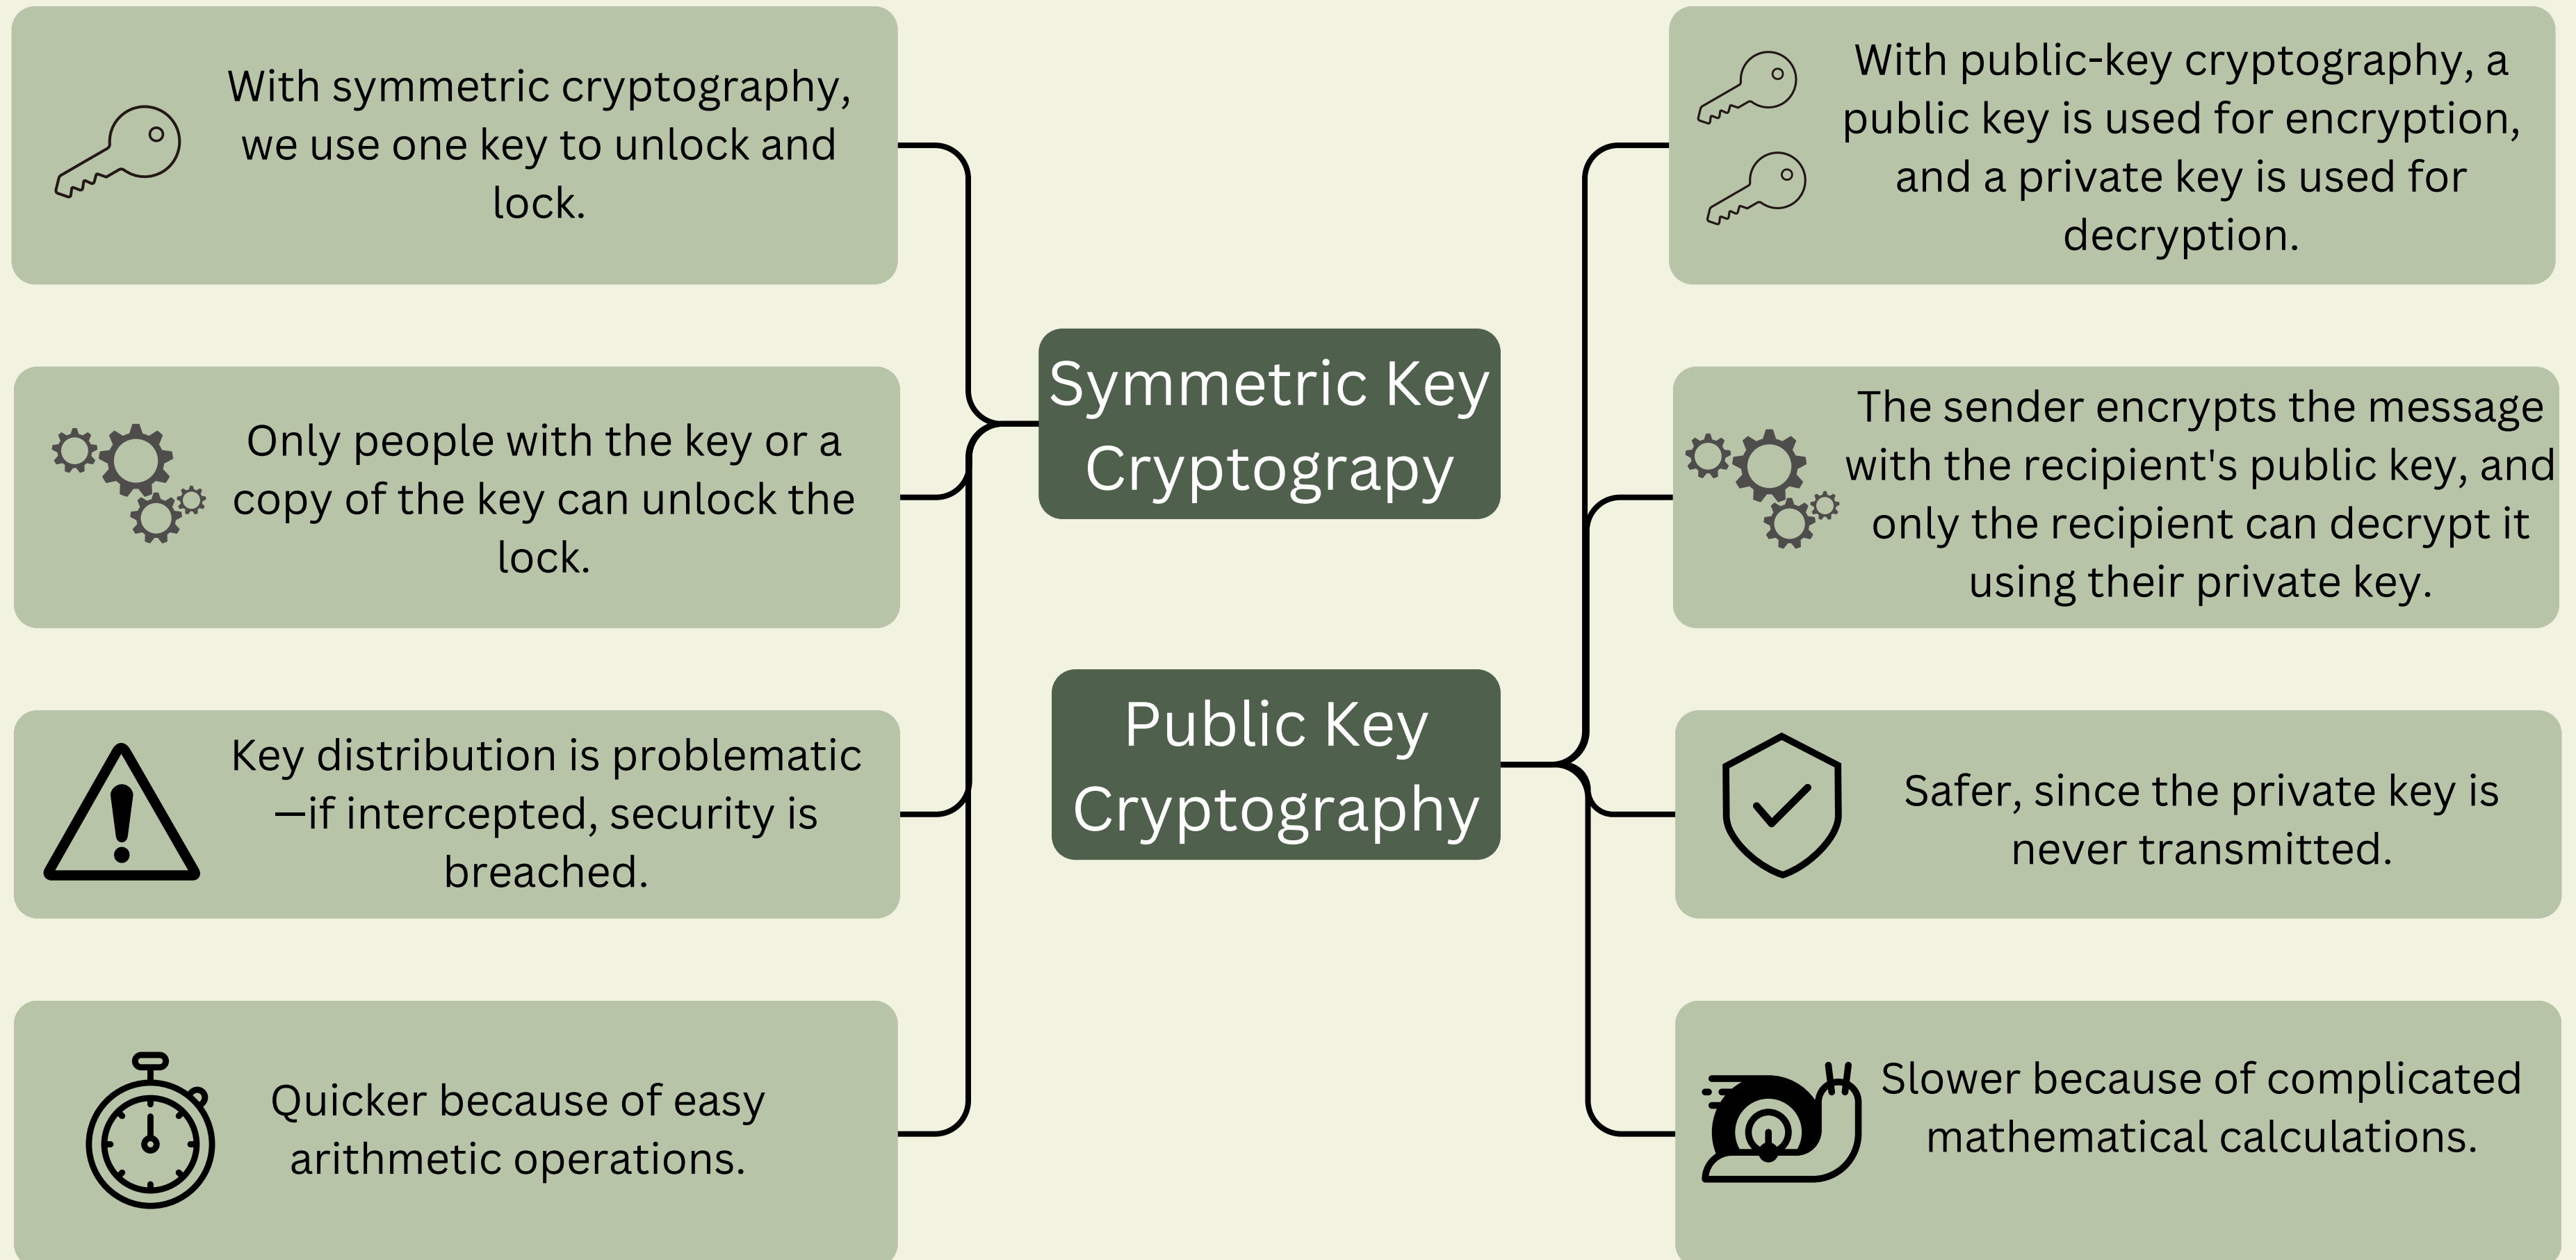 With symmetric cryptography,
we use one key to unlock and
lock.
Only people with the key or a
copy of the key can unlock the
lock.
Key distribution is problematic
—if intercepted, security is
breached.
Quicker because of easy
arithmetic operations.
Symmetric Key
Cryptograpy
Public Key
Cryptography
With public-key cryptography, a
public key is used for encryption,
and a private key is used for
decryption.
The sender encrypts the message
with the recipient's public key, and
only the recipient can decrypt it
using their private key.
Safer, since the private key is
never transmitted.
Slower because of complicated
mathematical calculations.